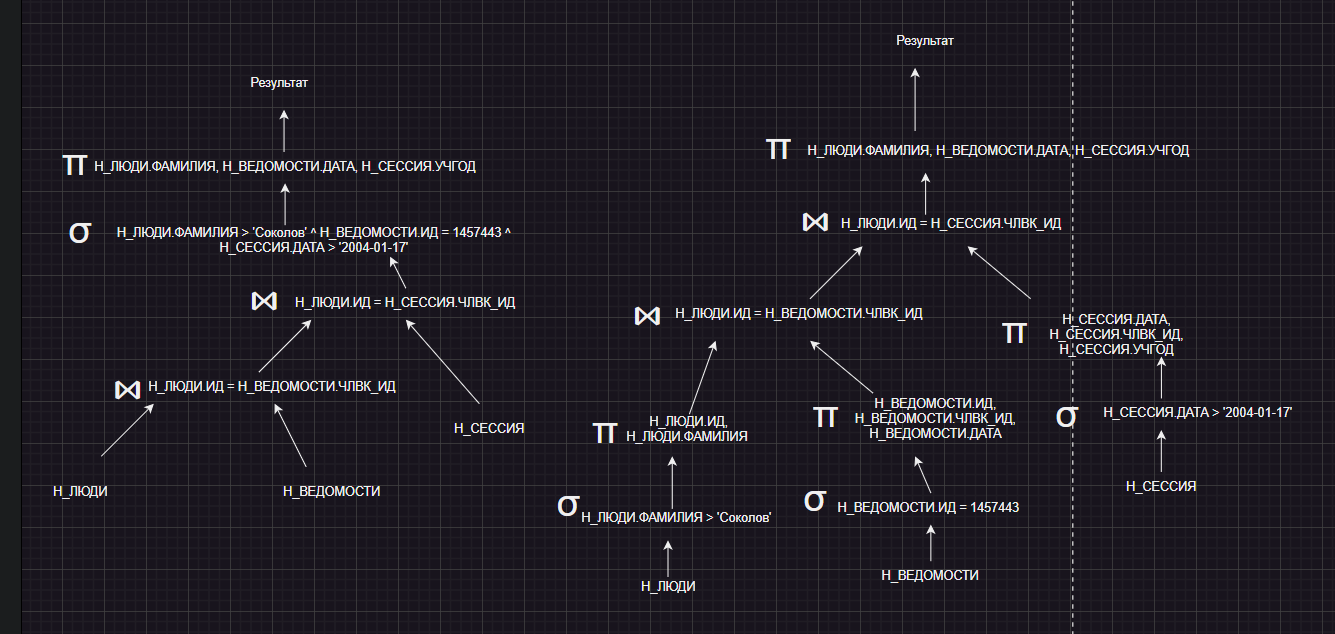 Результат
π Н_ЛЮДИ.ФАМИЛИЯ, Н_ВЕДОМОСТИ.ДАТА, Н_СЕССИЯ.УЧГОД
σ Н_ЛЮДИ.ФАМИЛИЯ > 'Соколов' ^ Н_ВЕДОМОСТИ.ИД = 1457443 ^
Н_СЕССИЯ.ДАТА > '2004-01-17'
⋈ Н_ЛЮДИ.ИД = Н_СЕССИЯ.ЧЛВК_ИД
⋈ Н_ЛЮДИ.ИД = Н_ВЕДОМОСТИ.ЧЛВК_ИД
Н_СЕССИЯ
Н_ЛЮДИ
Н_ВЕДОМОСТИ
Результат
π Н_ЛЮДИ.ФАМИЛИЯ, Н_ВЕДОМОСТИ.ДАТА, Н_СЕССИЯ.УЧГОД
⋈ Н_ЛЮДИ.ИД = Н_СЕССИЯ.ЧЛВК_ИД
⋈ Н_ЛЮДИ.ИД = Н_ВЕДОМОСТИ.ЧЛВК_ИД
π Н_ЛЮДИ.ИД,
Н_ЛЮДИ.ФАМИЛИЯ
σ Н_ЛЮДИ.ФАМИЛИЯ > 'Соколов'
Н_ЛЮДИ
π Н_ВЕДОМОСТИ.ИД,
Н_ВЕДОМОСТИ.ЧЛВК_ИД,
Н_ВЕДОМОСТИ.ДАТА
σ Н_ВЕДОМОСТИ.ИД = 1457443
Н_ВЕДОМОСТИ
π Н_СЕССИЯ.ДАТА,
Н_СЕССИЯ.ЧЛВК_ИД,
Н_СЕССИЯ.УЧГОД
σ Н_СЕССИЯ.ДАТА > '2004-01-17'
Н_СЕССИЯ